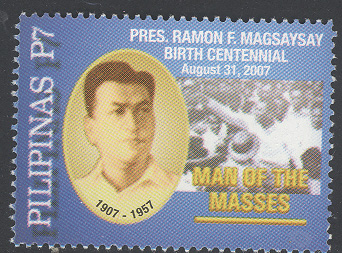 PILIPINAS P7
PRES. RAMON F. MAGSAYSAY
BIRTH CENTENNIAL
August 31, 2007
1907 - 1957
MAN OF THE
MASSES